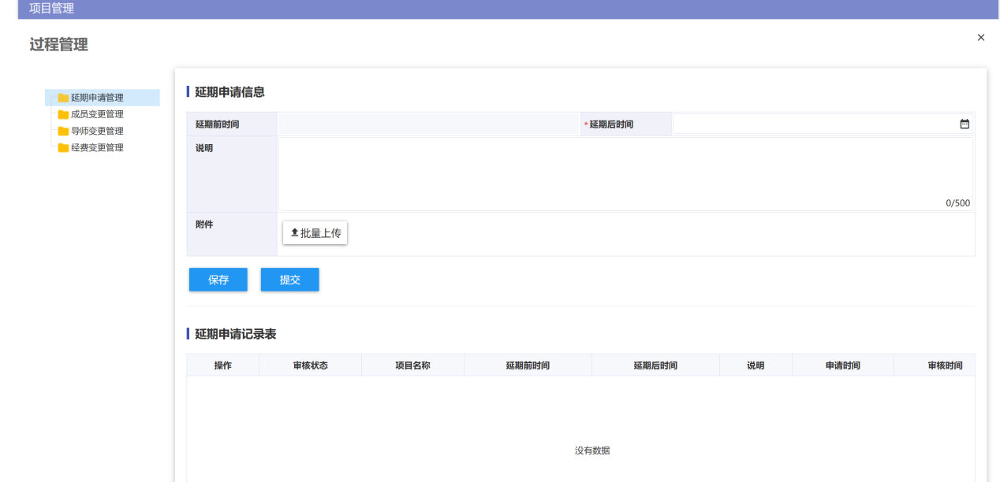 项目管理
过程管理
×
延期申请管理
成员变更管理
导师变更管理
经费变更管理
延期申请信息
延期前时间 *延期后时间
说明
0/500
附件 批量上传
保存 提交
延期申请记录表
操作 审核状态 项目名称 延期前时间 延期后时间 说明 申请时间 审核时间
没有数据